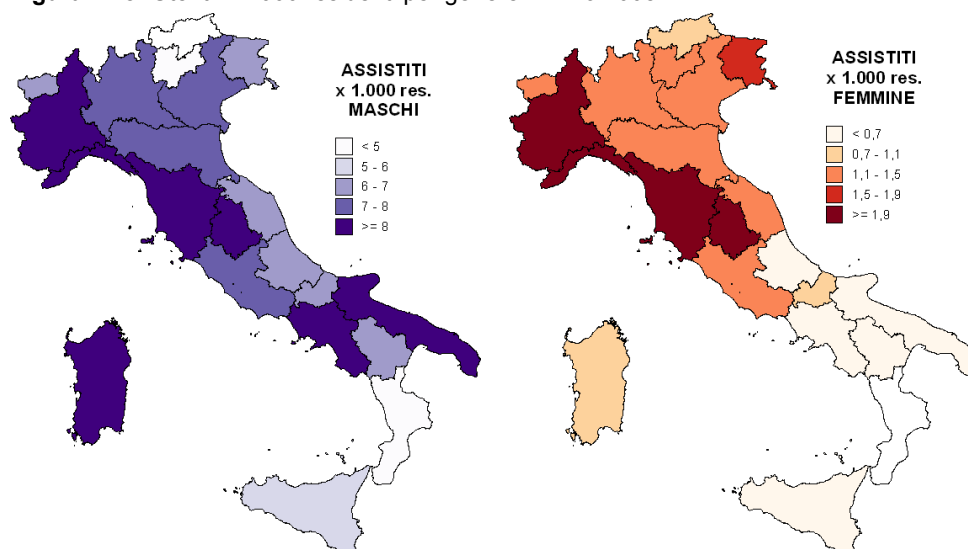 ASSISTITI
x 1.000 res.
MASCHI
< 5
5 - 6
6 - 7
7 - 8
>= 8
ASSISTITI
x 1.000 res.
FEMMINE
< 0,7
0,7 - 1,1
1,1 - 1,5
1,5 - 1,9
>= 1,9